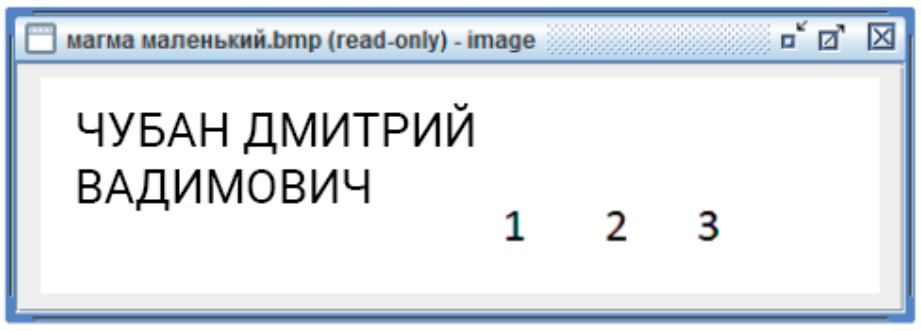 магма маленький.bmp (read-only) - image
ЧУБАН ДМИТРИЙ
ВАДИМОВИЧ
1 2 3